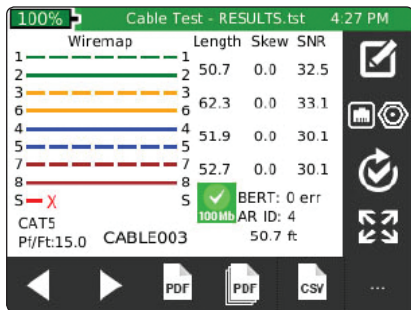 100% Cable Test - RESULTS.tst 4:27 PM
Wiremap Length Skew SNR
1 1
2 2 50.7 0.0 32.5
3 3
6 6 62.3 0.0 33.1
4 4
5 5 51.9 0.0 30.1
7 7
8 8 52.7 0.0 30.1
S X S
100 Mb BERT: 0 err
AR ID: 4
CAT5
Pf/Ft:15.0 CABLE003 50.7 ft
PDF PDF CSV ...